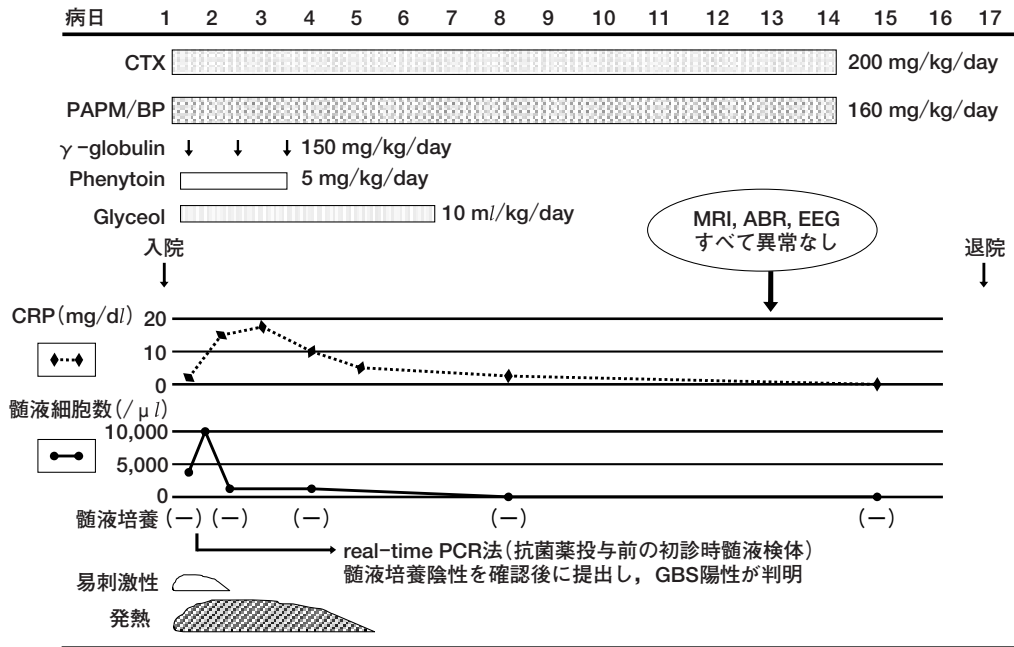 病日 1 2 3 4 5 6 7 8 9 10 11 12 13 14 15 16 17
CTX 200 mg/kg/day
PAPM/BP 160 mg/kg/day
γ-globulin 150 mg/kg/day
Phenytoin 5 mg/kg/day
Glyceol 10 ml/kg/day
MRI, ABR, EEG
すべて異常なし
入院
退院
CRP(mg/dl) 20
10
0
髄液細胞数(/μl)
10,000
5,000
0
髄液培養 (−) (−) (−) (−) (−)
real-time PCR法(抗菌薬投与前の初診時髄液検体)
髄液培養陰性を確認後に提出し，GBS陽性が判明
易刺激性
発熱